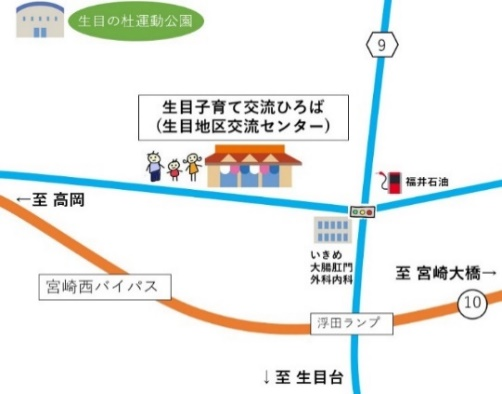 生目の杜運動公園
9
生目子育て交流ひろば
(生目地区交流センター)
福井石油
←至 高岡
いきめ
大腸肛門
外科内科
至 宮崎大橋→
宮崎西バイパス
10
浮田ランプ
↓至 生目台